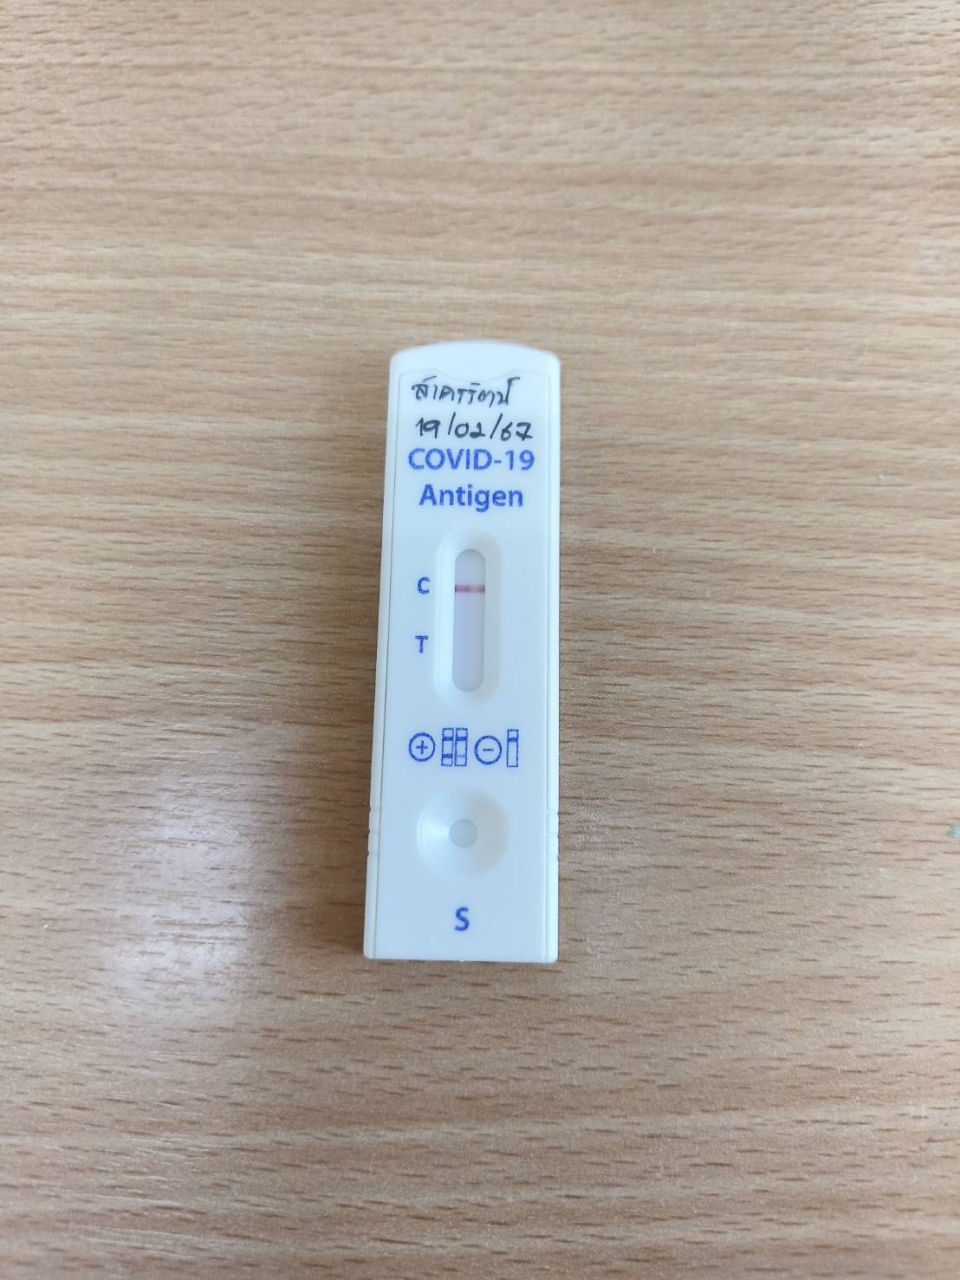 19/02/67
COVID-19
Antigen
C
T
S